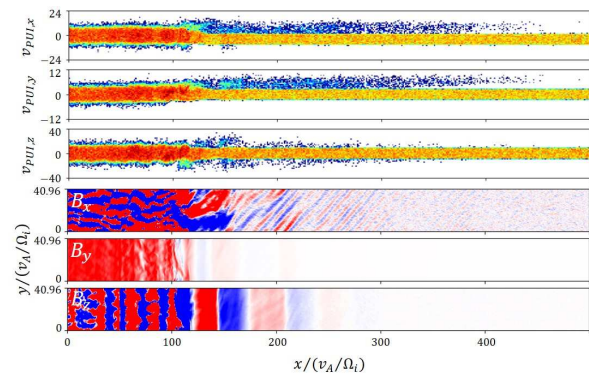 24
v_{PUI,x}
0
−24
12
v_{PUI,y}
0
−12
40
v_{PUI,z}
0
−40
40.96
B_x
0
40.96
B_y
0
40.96
B_z
0
y/(v_A/Ω_i)
0 100 200 300 400
x/(v_A/Ω_i)